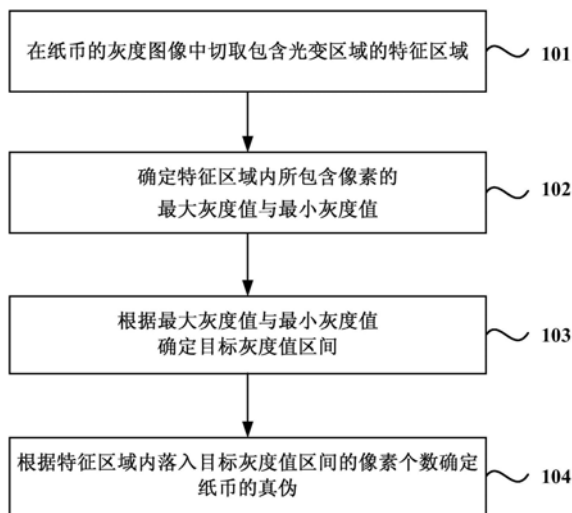 在纸币的灰度图像中切取包含光变区域的特征区域
101
确定特征区域内所包含像素的
最大灰度值与最小灰度值
102
根据最大灰度值与最小灰度值
确定目标灰度值区间
103
根据特征区域内落入目标灰度值区间的像素个数确定
纸币的真伪
104